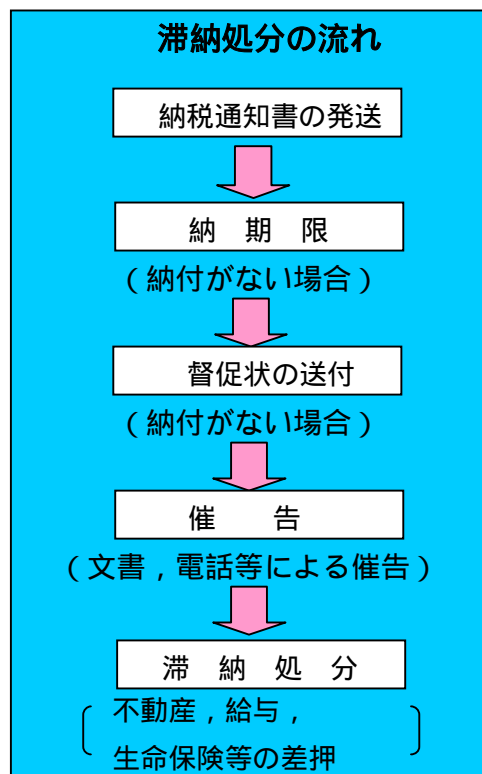 滞納処分の流れ
納税通知書の発送
納　期　限
（納付がない場合）
督促状の送付
（納付がない場合）
催　　告
（文書，電話等による催告）
滞　納　処　分
不動産，給与，
生命保険等の差押